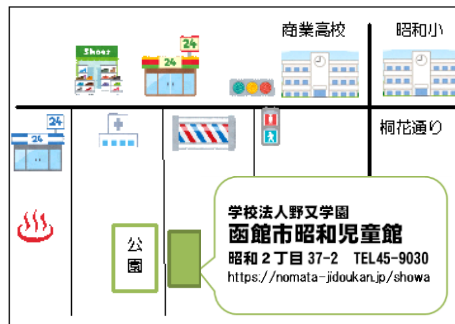 商業高校
昭和小
Shoes
24
24
24
24
桐花通り
公園
学校法人野又学園
函館市昭和児童館
昭和2丁目37-2 TEL45-9030
https://nomata-jidoukan.jp/showa